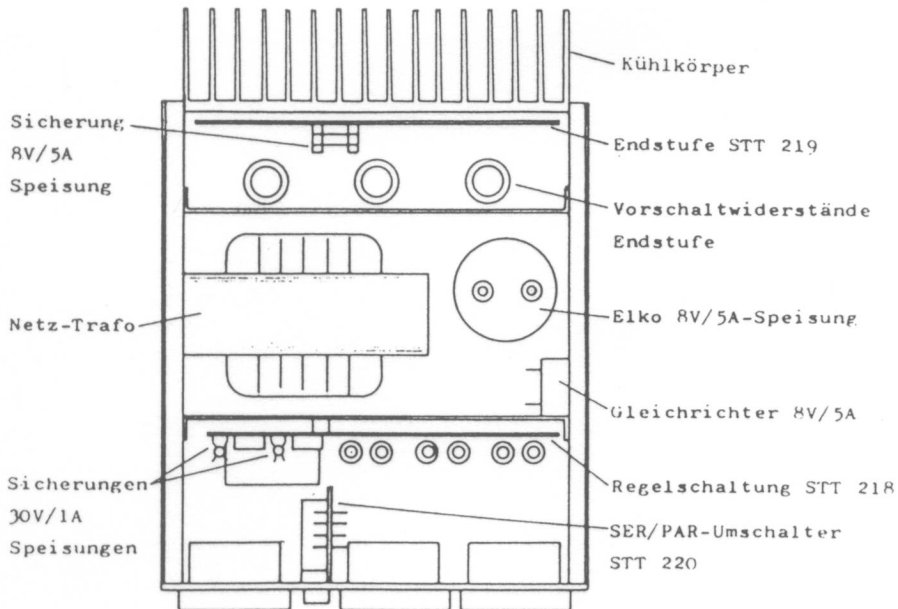 Kühlkörper
Sicherung
8V/5A
Speisung
Endstufe STT 219
Vorschaltwiderstände
Endstufe
Netz-Trafo
Elko 8V/5A-Speisung
Gleichrichter 8V/5A
Sicherungen
30V/1A
Speisungen
Regelschaltung STT 218
SER/PAR-Umschalter
STT 220